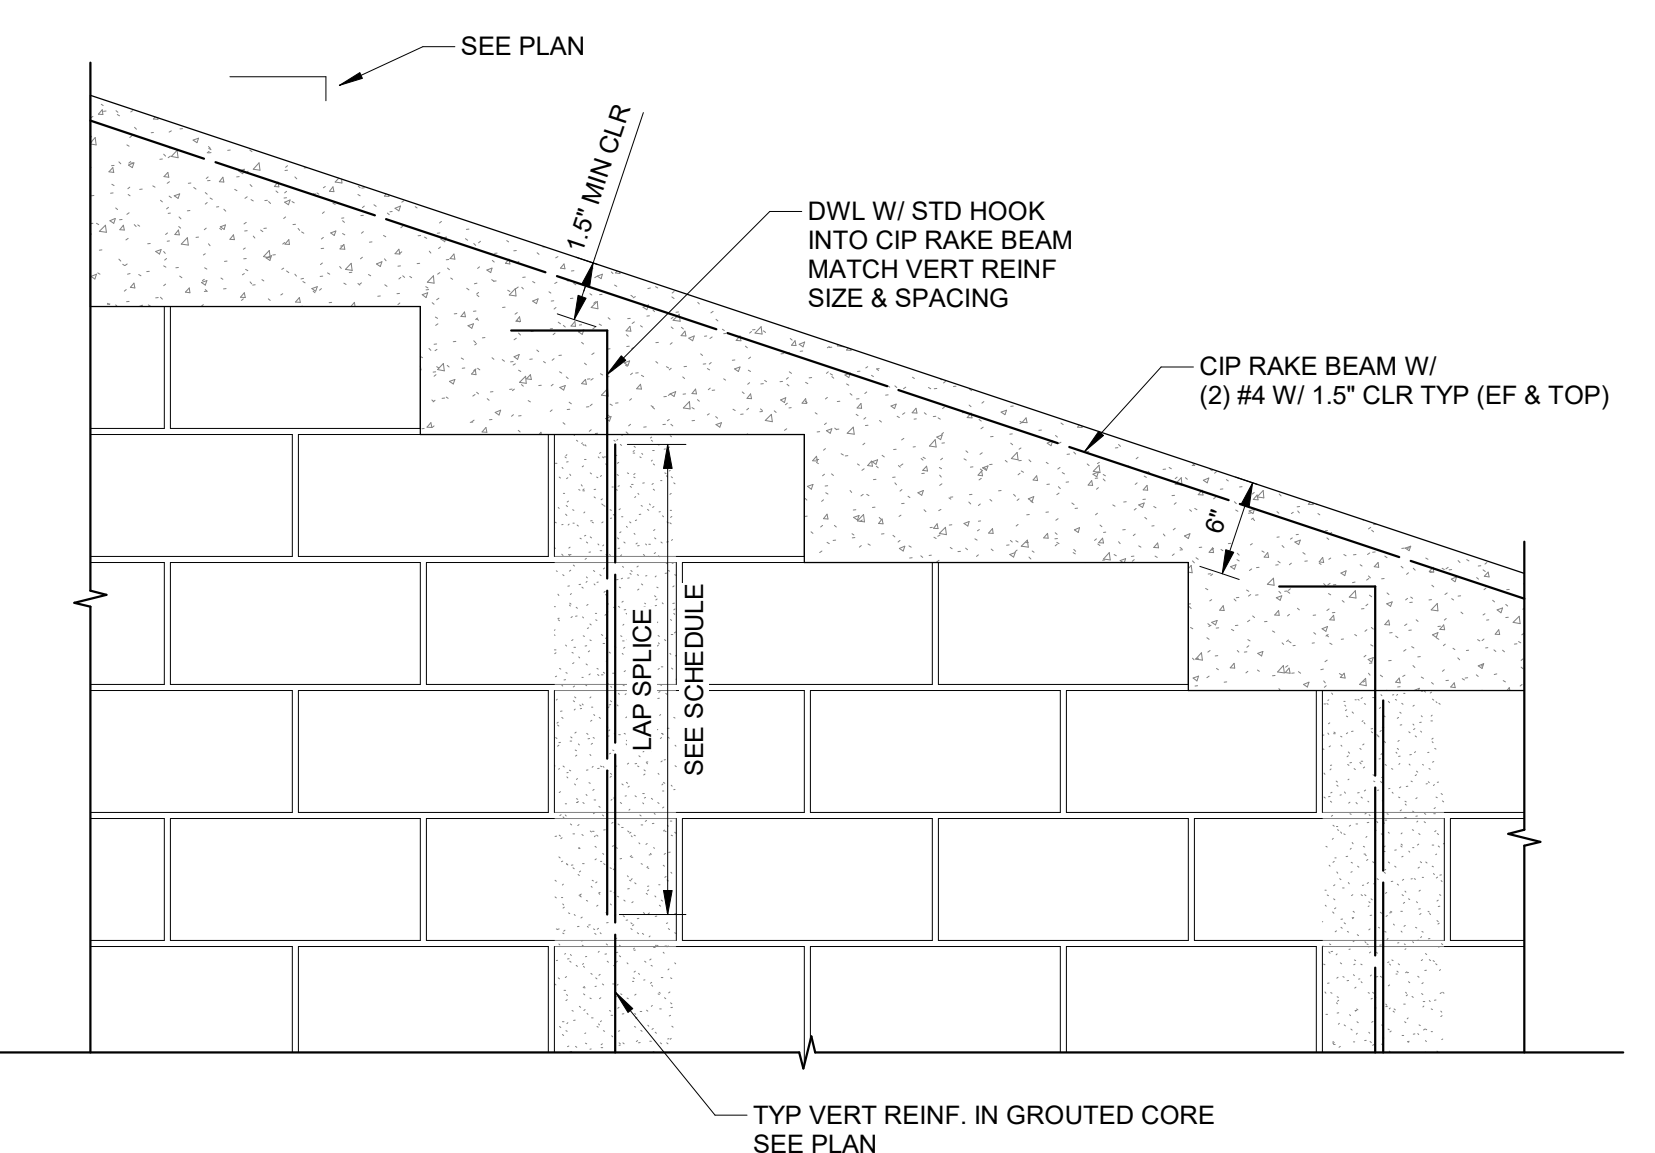 SEE PLAN
1.5" MIN CLR
DWL W/ STD HOOK
INTO CIP RAKE BEAM
MATCH VERT REINF
SIZE & SPACING
CIP RAKE BEAM W/
(2) #4 W/ 1.5" CLR TYP (EF & TOP)
6"
LAP SPLICE
SEE SCHEDULE
TYP VERT REINF. IN GROUTED CORE
SEE PLAN